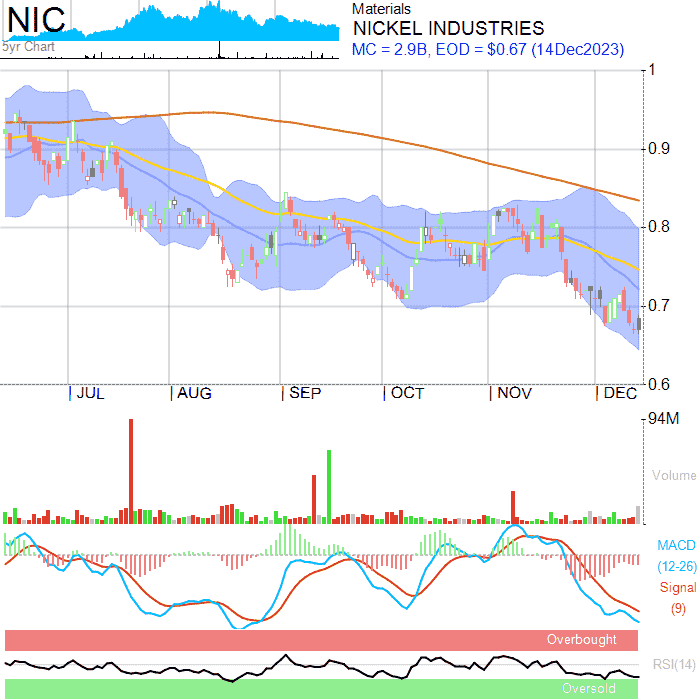 NIC
5yr Chart
Materials
NICKEL INDUSTRIES
MC = 2.9B, EOD = $0.67 (14Dec2023)
1
0.9
0.8
0.7
0.6
JUL AUG SEP OCT NOV DEC
94M
Volume
MACD
(12-26)
Signal
(9)
Overbought
RSI(14)
Oversold